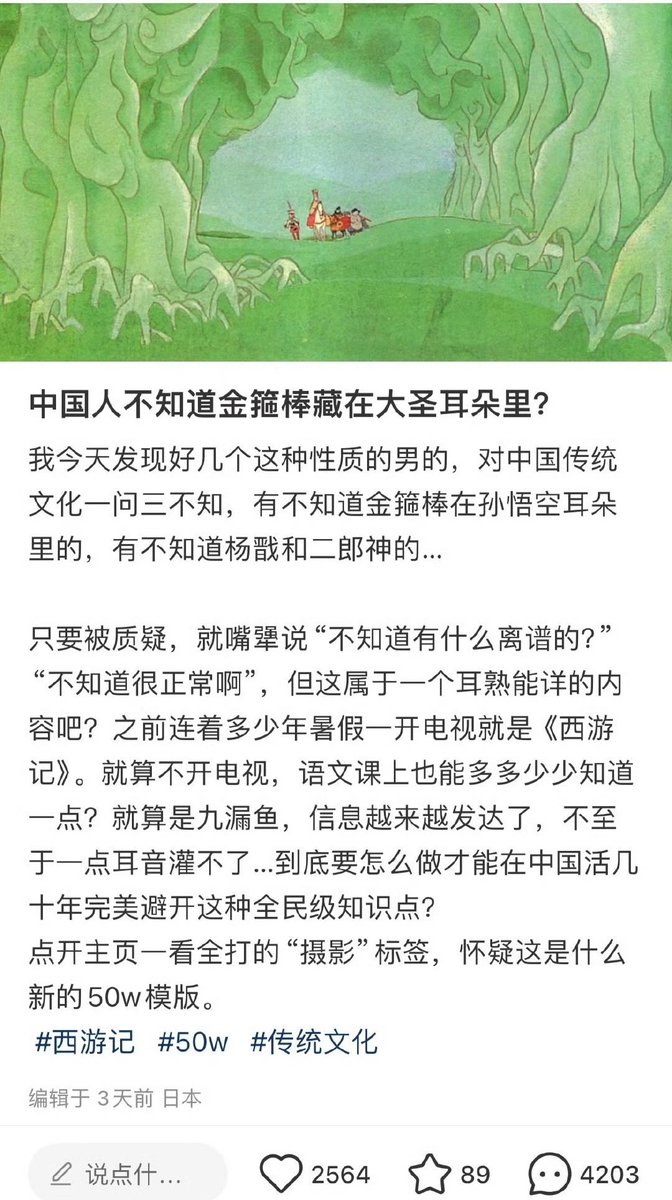 中国人不知道金箍棒藏在大圣耳朵里？
我今天发现好几个这种性质的男的，对中国传统
文化一问三不知，有不知道金箍棒在孙悟空耳朵
里的，有不知道杨戬和二郎神的...
只要被质疑，就嘴犟说“不知道有什么离谱的？”
“不知道很正常啊”，但这属于一个耳熟能详的内
容吧？之前连着多少年暑假一开电视就是《西游
记》。就算不开电视，语文课上也能多多少少知道
一点？就算是九漏鱼，信息越来越发达了，不至
于一点耳音灌不了...到底要怎么做才能在中国活几
十年完美避开这种全民级知识点？
点开主页一看全打的“摄影”标签，怀疑这是什么
新的50w模版。
#西游记 #50w #传统文化
编辑于 3天前 日本
说点什... 2564 89 4203